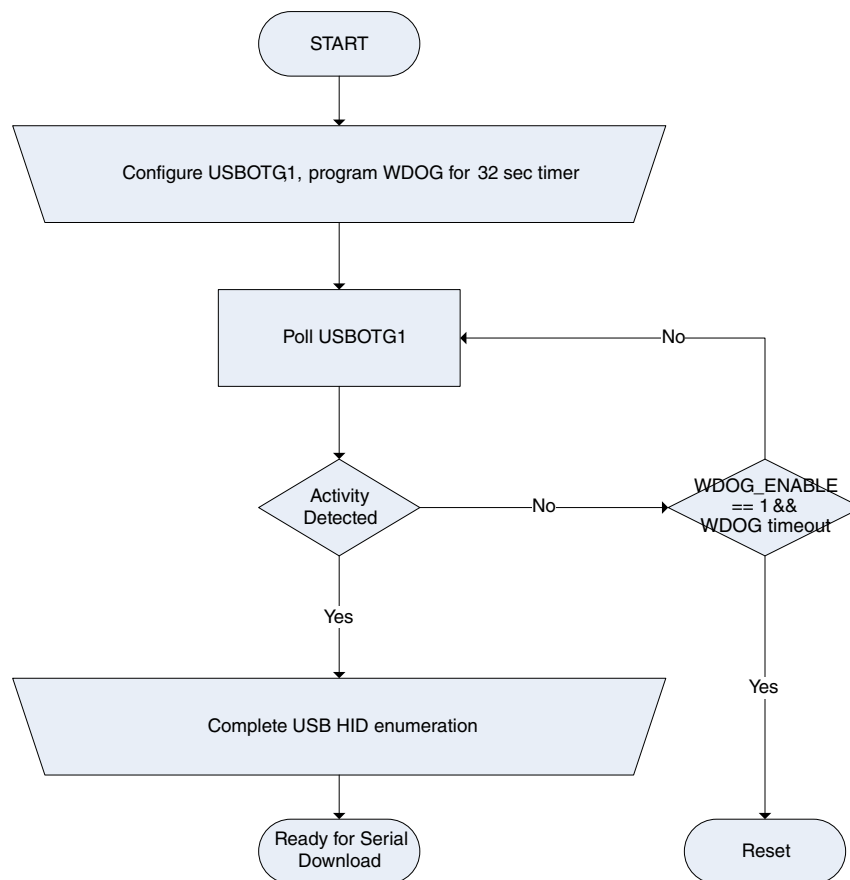 START
Configure USBOTG1, program WDOG for 32 sec timer
Poll USBOTG1
No
Activity
Detected
No
WDOG_ENABLE
== 1 &&
WDOG timeout
Yes
Yes
Complete USB HID enumeration
Ready for Serial
Download
Reset